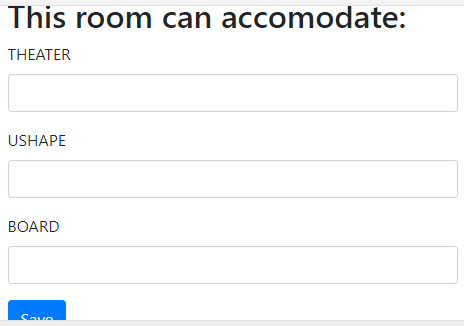 This room can accomodate:
THEATER
USHAPE
BOARD
Save